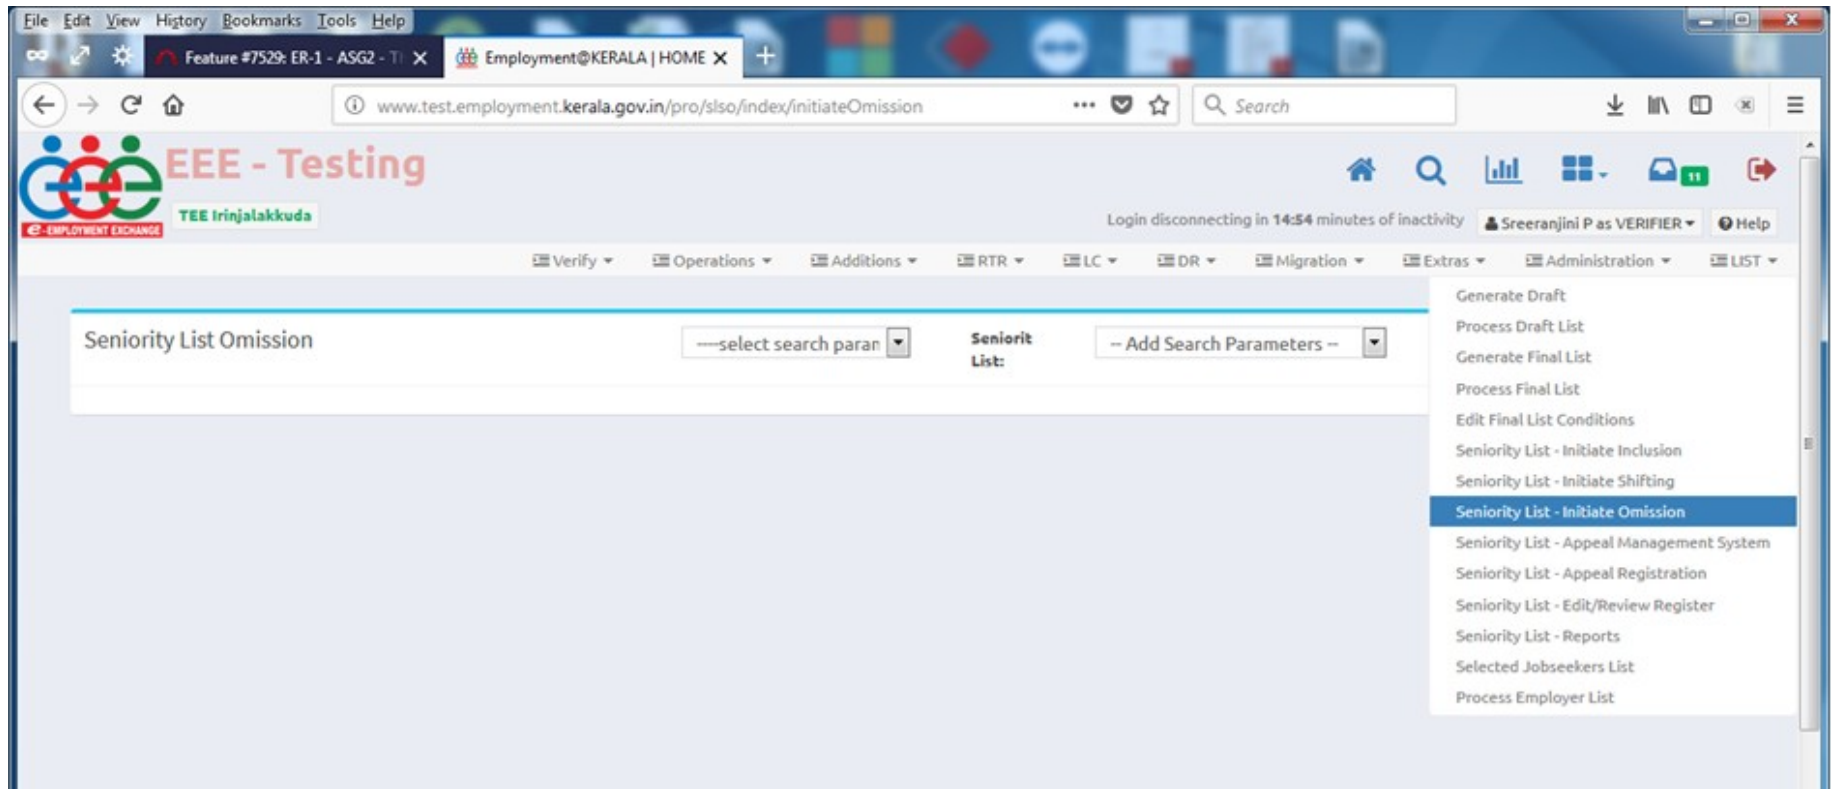 File Edit View History Bookmarks Tools Help
Feature #7529: ER-1 - ASG2 - T
Employment@KERALA | HOME
www.test.employment.kerala.gov.in/pro/slso/index/initiateOmission
Search
EEE - Testing
11
TEE Irinjalakkuda
e-EMPLOYMENT EXCHANGE
Login disconnecting in 14:54 minutes of inactivity
Sreeranjini P as VERIFIER
Help
Verify Operations Additions RTR LC DR Migration Extras Administration LIST
Seniority List Omission
----select search paran
Seniorit
List:
-- Add Search Parameters --
Generate Draft
Process Draft List
Generate Final List
Process Final List
Edit Final List Conditions
Seniority List - Initiate Inclusion
Seniority List - Initiate Shifting
Seniority List - Initiate Omission
Seniority List - Appeal Management System
Seniority List - Appeal Registration
Seniority List - Edit/Review Register
Seniority List - Reports
Selected Jobseekers List
Process Employer List